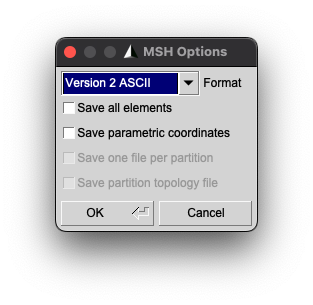 MSH Options
Version 2 ASCII Format
Save all elements
Save parametric coordinates
Save one file per partition
Save partition topology file
OK Cancel